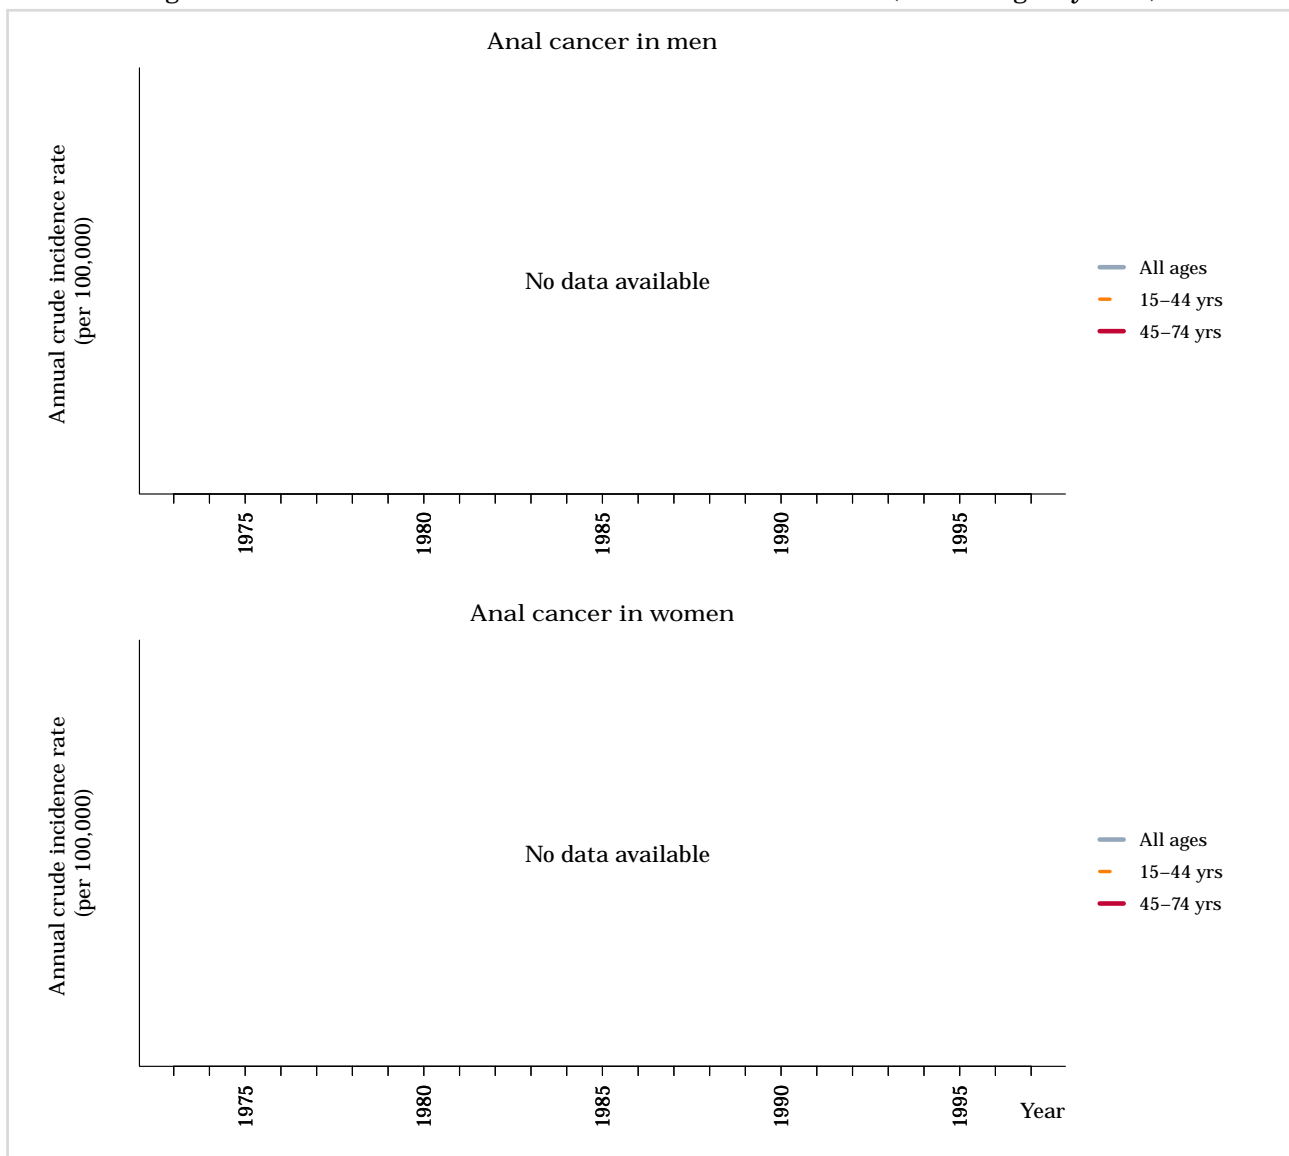 Anal cancer in men
Annual crude incidence rate
(per 100,000)
No data available
All ages
15–44 yrs
45–74 yrs
1975
1980
1985
1990
1995
Anal cancer in women
Annual crude incidence rate
(per 100,000)
No data available
All ages
15–44 yrs
45–74 yrs
1975
1980
1985
1990
1995
Year